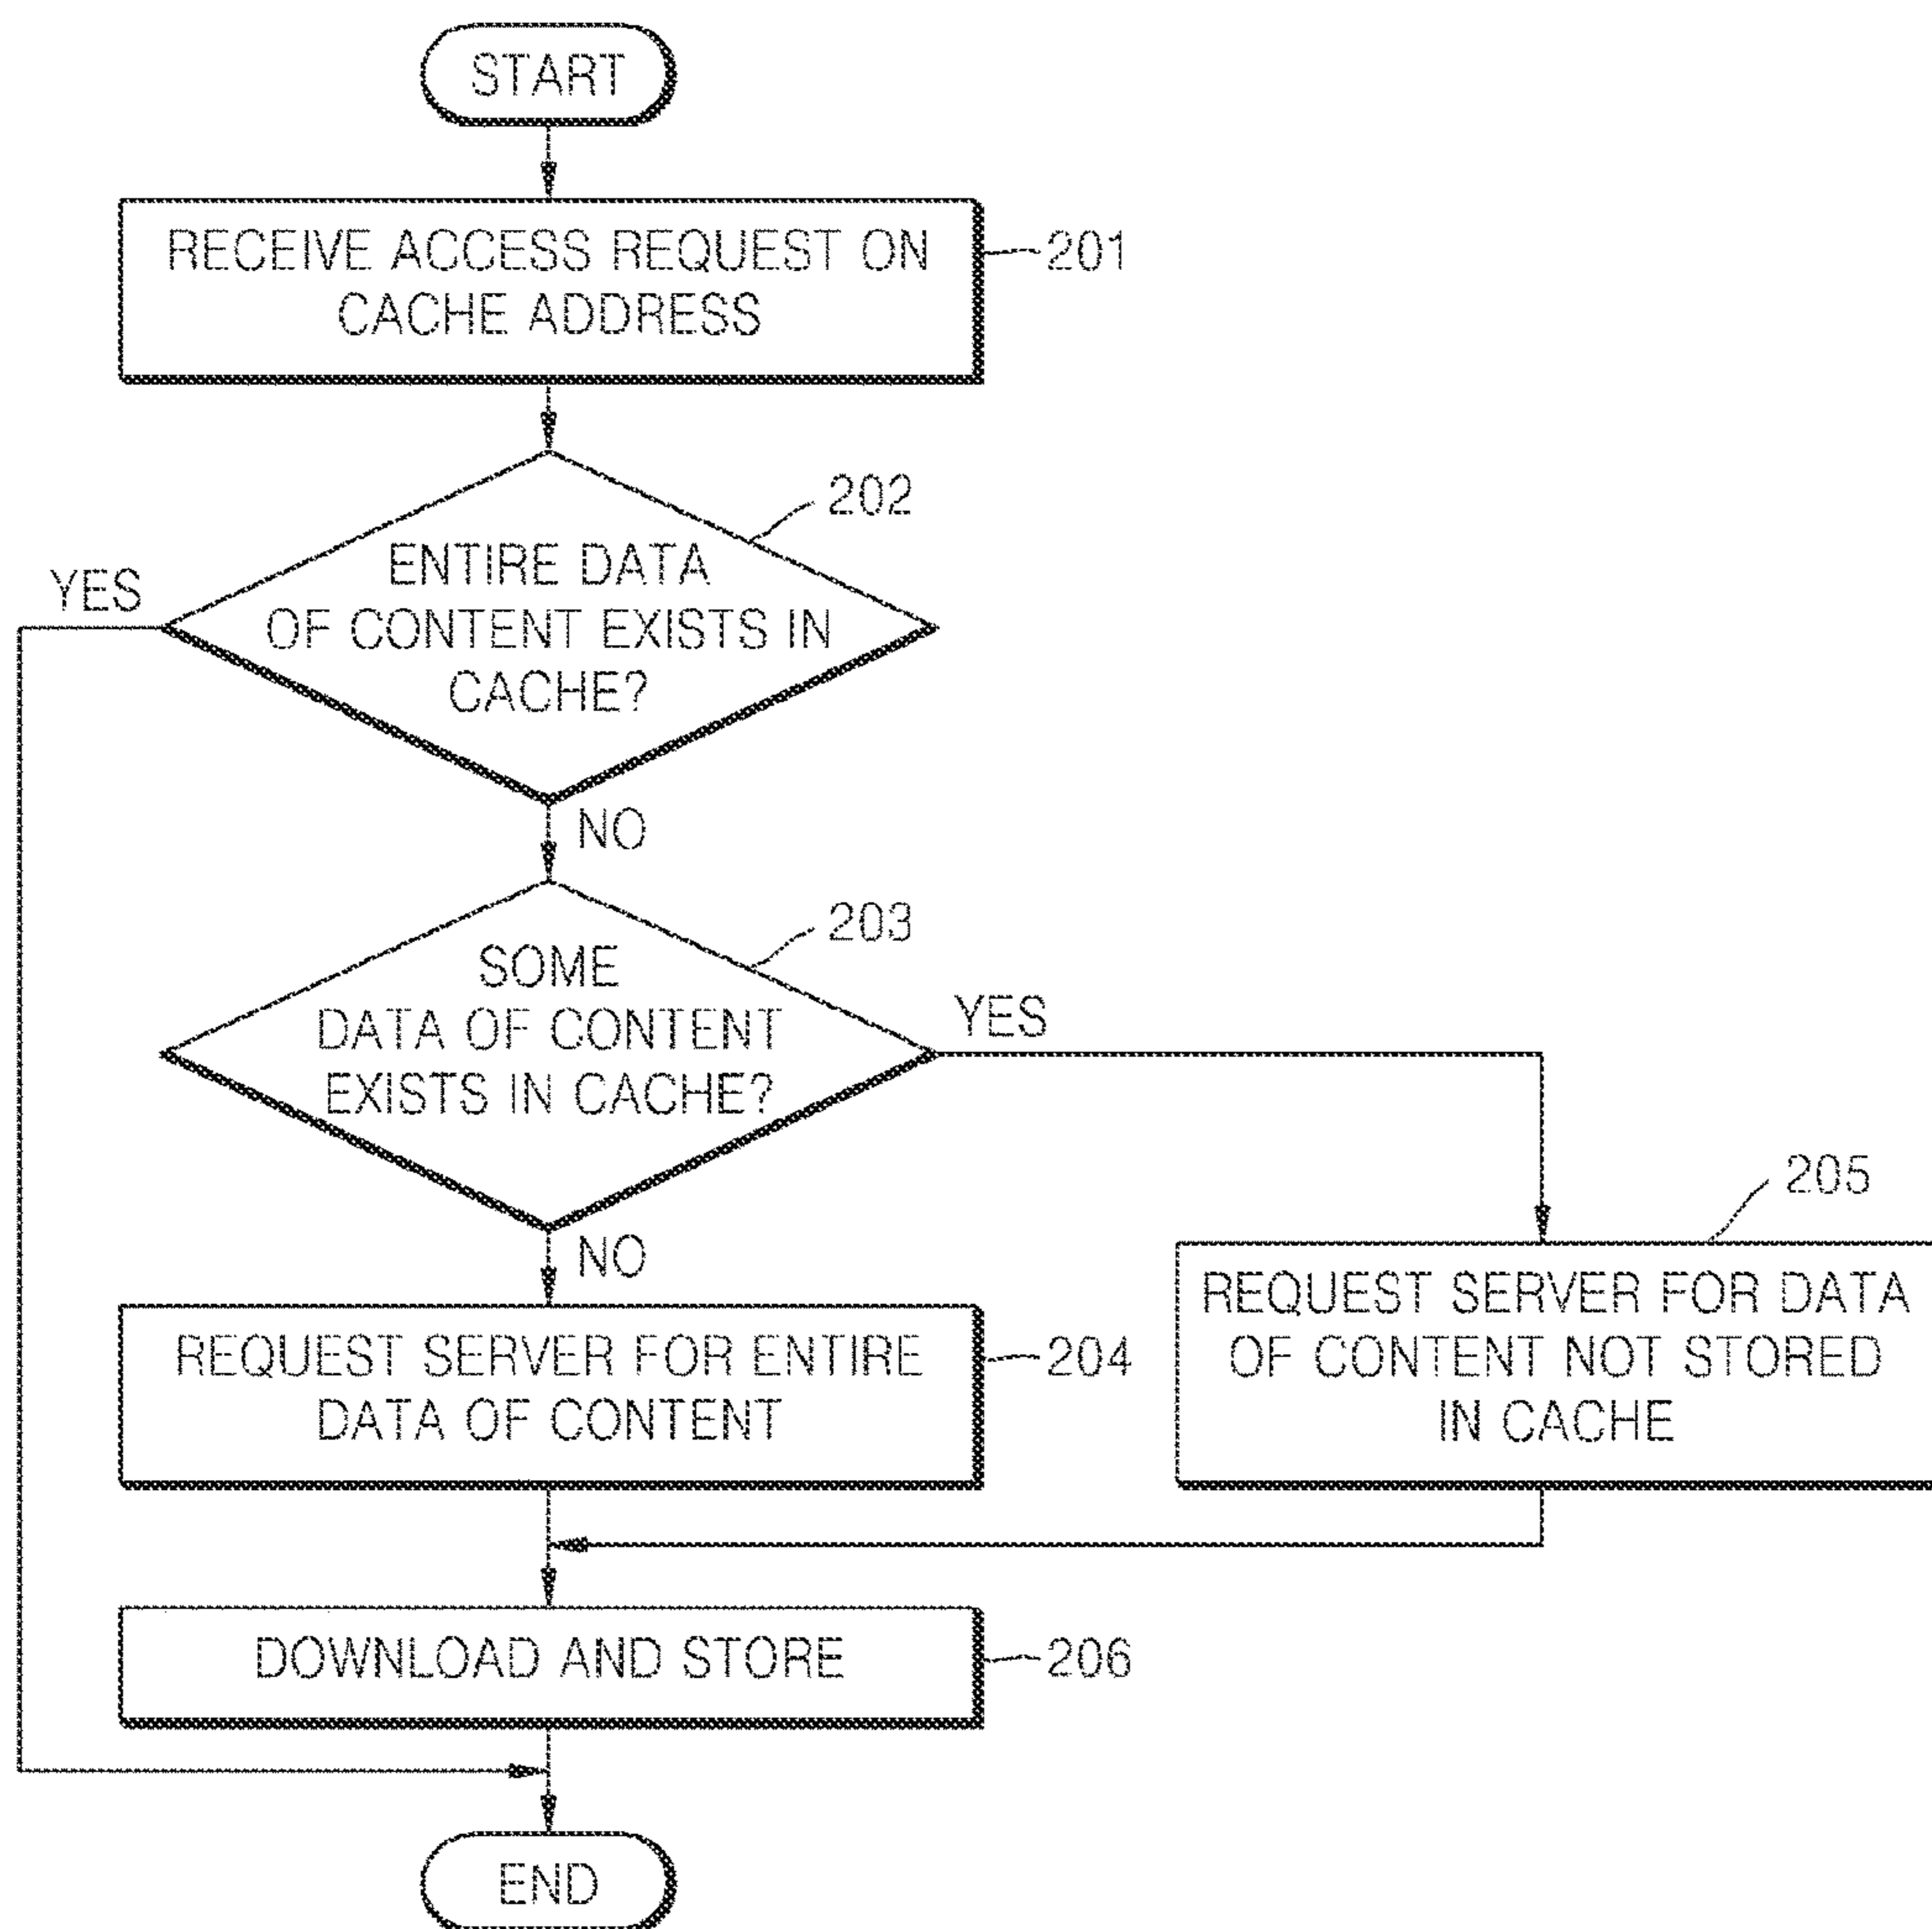 START
RECEIVE ACCESS REQUEST ON
CACHE ADDRESS
201
202
ENTIRE DATA
OF CONTENT EXISTS IN
CACHE?
YES
NO
203
SOME
DATA OF CONTENT
EXISTS IN CACHE?
YES
NO
205
REQUEST SERVER FOR DATA
OF CONTENT NOT STORED
IN CACHE
REQUEST SERVER FOR ENTIRE
DATA OF CONTENT
204
DOWNLOAD AND STORE
206
END